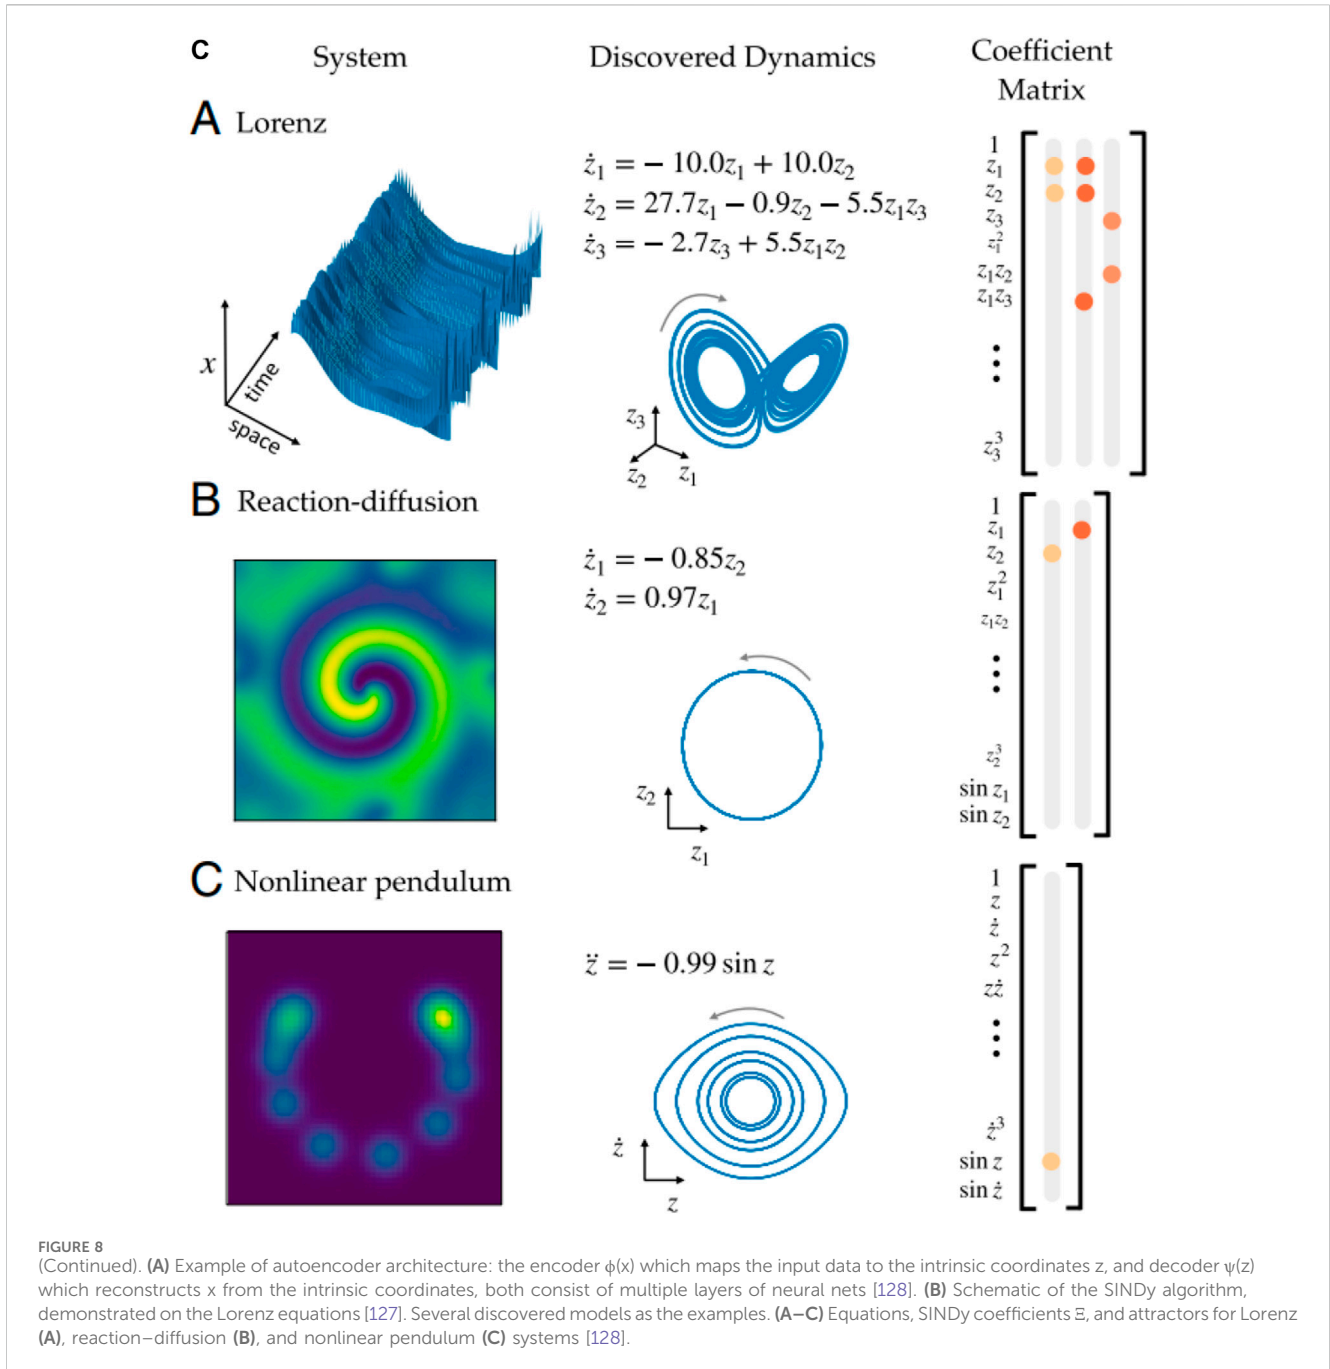 C
System
Discovered Dynamics
Coefficient
Matrix
A Lorenz
ż₁ = − 10.0z₁ + 10.0z₂
ż₂ = 27.7z₁ − 0.9z₂ − 5.5z₁z₃
ż₃ = − 2.7z₃ + 5.5z₁z₂
x
time
space
z₃
z₂
z₁
1
z₁
z₂
z₃
z₁²
z₁z₂
z₁z₃
⋮
z₃³
B Reaction-diffusion
ż₁ = − 0.85z₂
ż₂ = 0.97z₁
z₂
z₁
1
z₁
z₂
z₁²
z₁z₂
⋮
z₂³
sin z₁
sin z₂
C Nonlinear pendulum
z̈ = − 0.99 sin z
ż
z
1
z
ż
z²
zż
⋮
ż³
sin z
sin ż
FIGURE 8
(Continued). (A) Example of autoencoder architecture: the encoder ϕ(x) which maps the input data to the intrinsic coordinates z, and decoder ψ(z)
which reconstructs x from the intrinsic coordinates, both consist of multiple layers of neural nets [128]. (B) Schematic of the SINDy algorithm,
demonstrated on the Lorenz equations [127]. Several discovered models as the examples. (A–C) Equations, SINDy coefficients Ξ, and attractors for Lorenz
(A), reaction–diffusion (B), and nonlinear pendulum (C) systems [128].